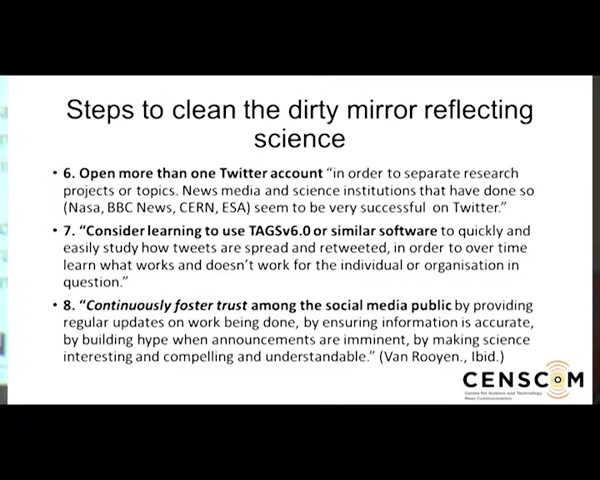 Steps to clean the dirty mirror reflecting
science
• 6. Open more than one Twitter account “in order to separate research
projects or topics. News media and science institutions that have done so
(Nasa, BBC News, CERN, ESA) seem to be very successful on Twitter.”
• 7. “Consider learning to use TAGSv6.0 or similar software to quickly and
easily study how tweets are spread and retweeted, in order to over time
learn what works and doesn’t work for the individual or organisation in
question.”
• 8. “Continuously foster trust among the social media public by providing
regular updates on work being done, by ensuring information is accurate,
by building hype when announcements are imminent, by making science
interesting and compelling and understandable.” (Van Rooyen., Ibid.)
CENSCOM
Centre for Science and Technology
Mass Communication